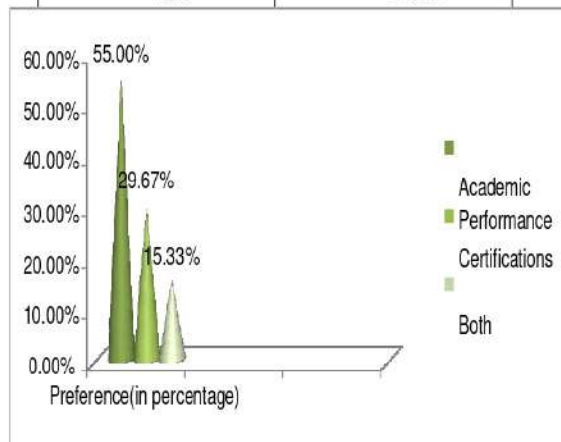 55.00%
60.00%
50.00%
40.00%
29.67%
30.00%
15.33%
20.00%
10.00%
0.00%
Preference(in percentage)
Academic
Performance
Certifications
Both